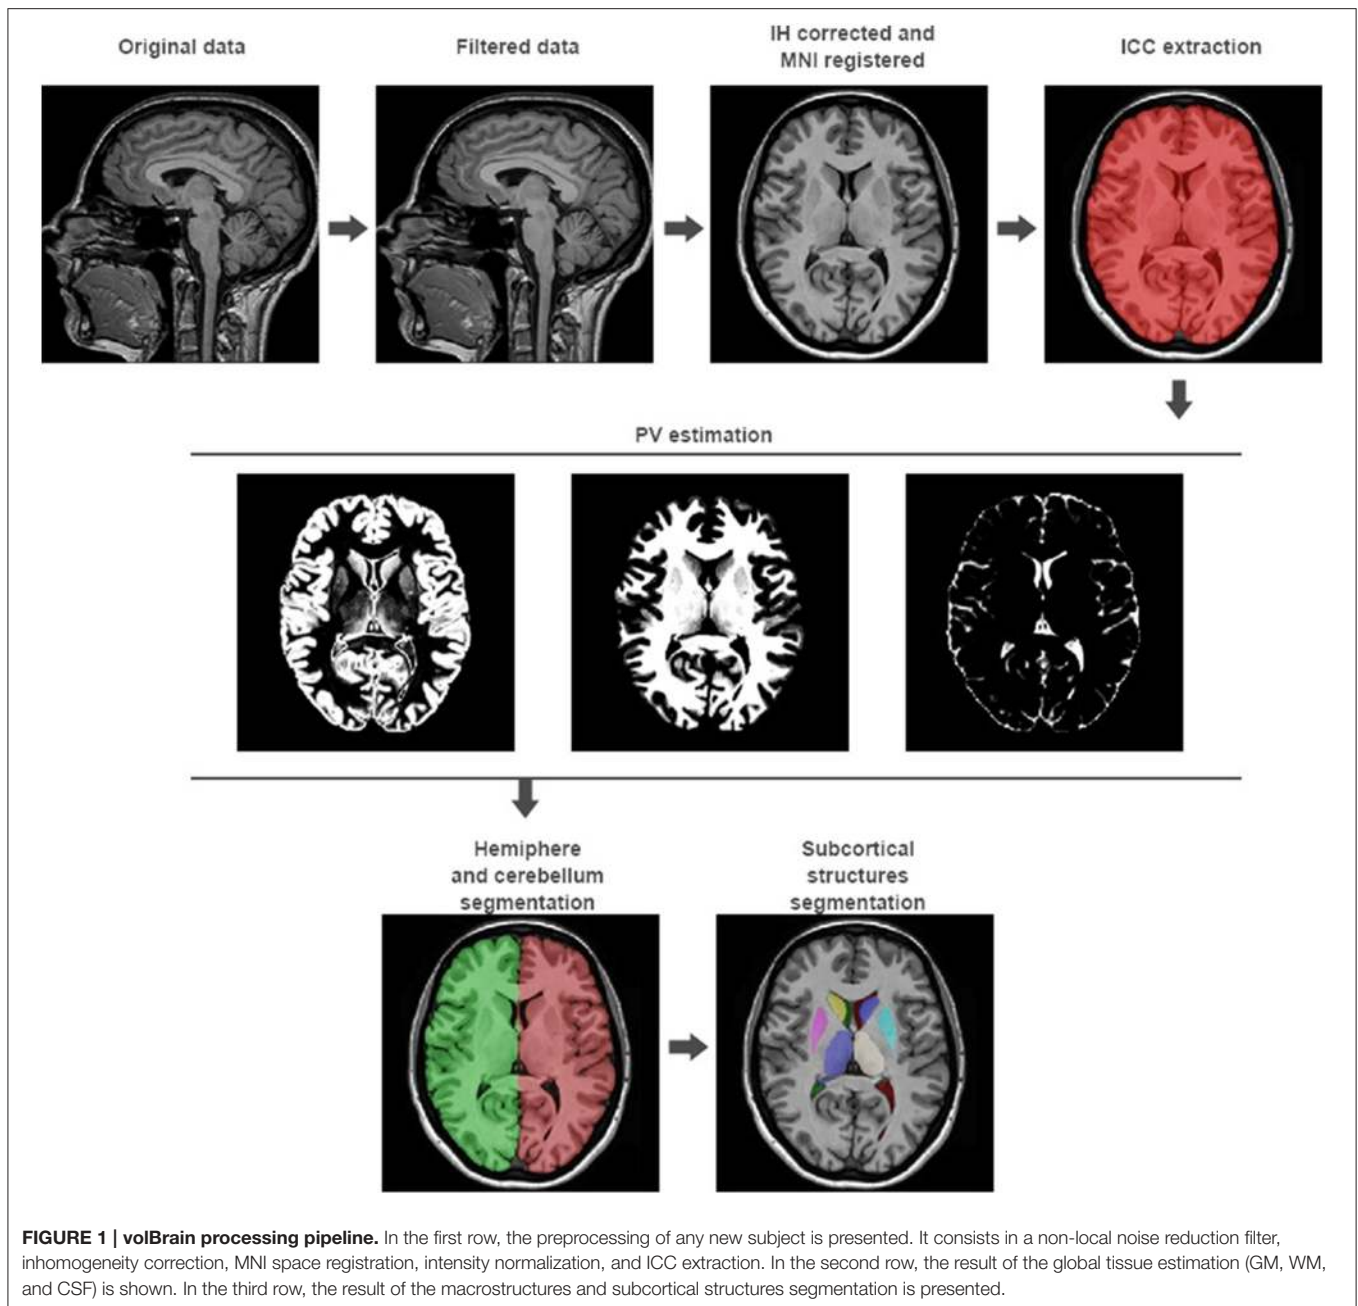 Original data
Filtered data
IH corrected and
MNI registered
ICC extraction
PV estimation
Hemiphere
and cerebellum
segmentation
Subcortical
structures
segmentation
FIGURE 1 | volBrain processing pipeline. In the first row, the preprocessing of any new subject is presented. It consists in a non-local noise reduction filter,
inhomogeneity correction, MNI space registration, intensity normalization, and ICC extraction. In the second row, the result of the global tissue estimation (GM, WM,
and CSF) is shown. In the third row, the result of the macrostructures and subcortical structures segmentation is presented.